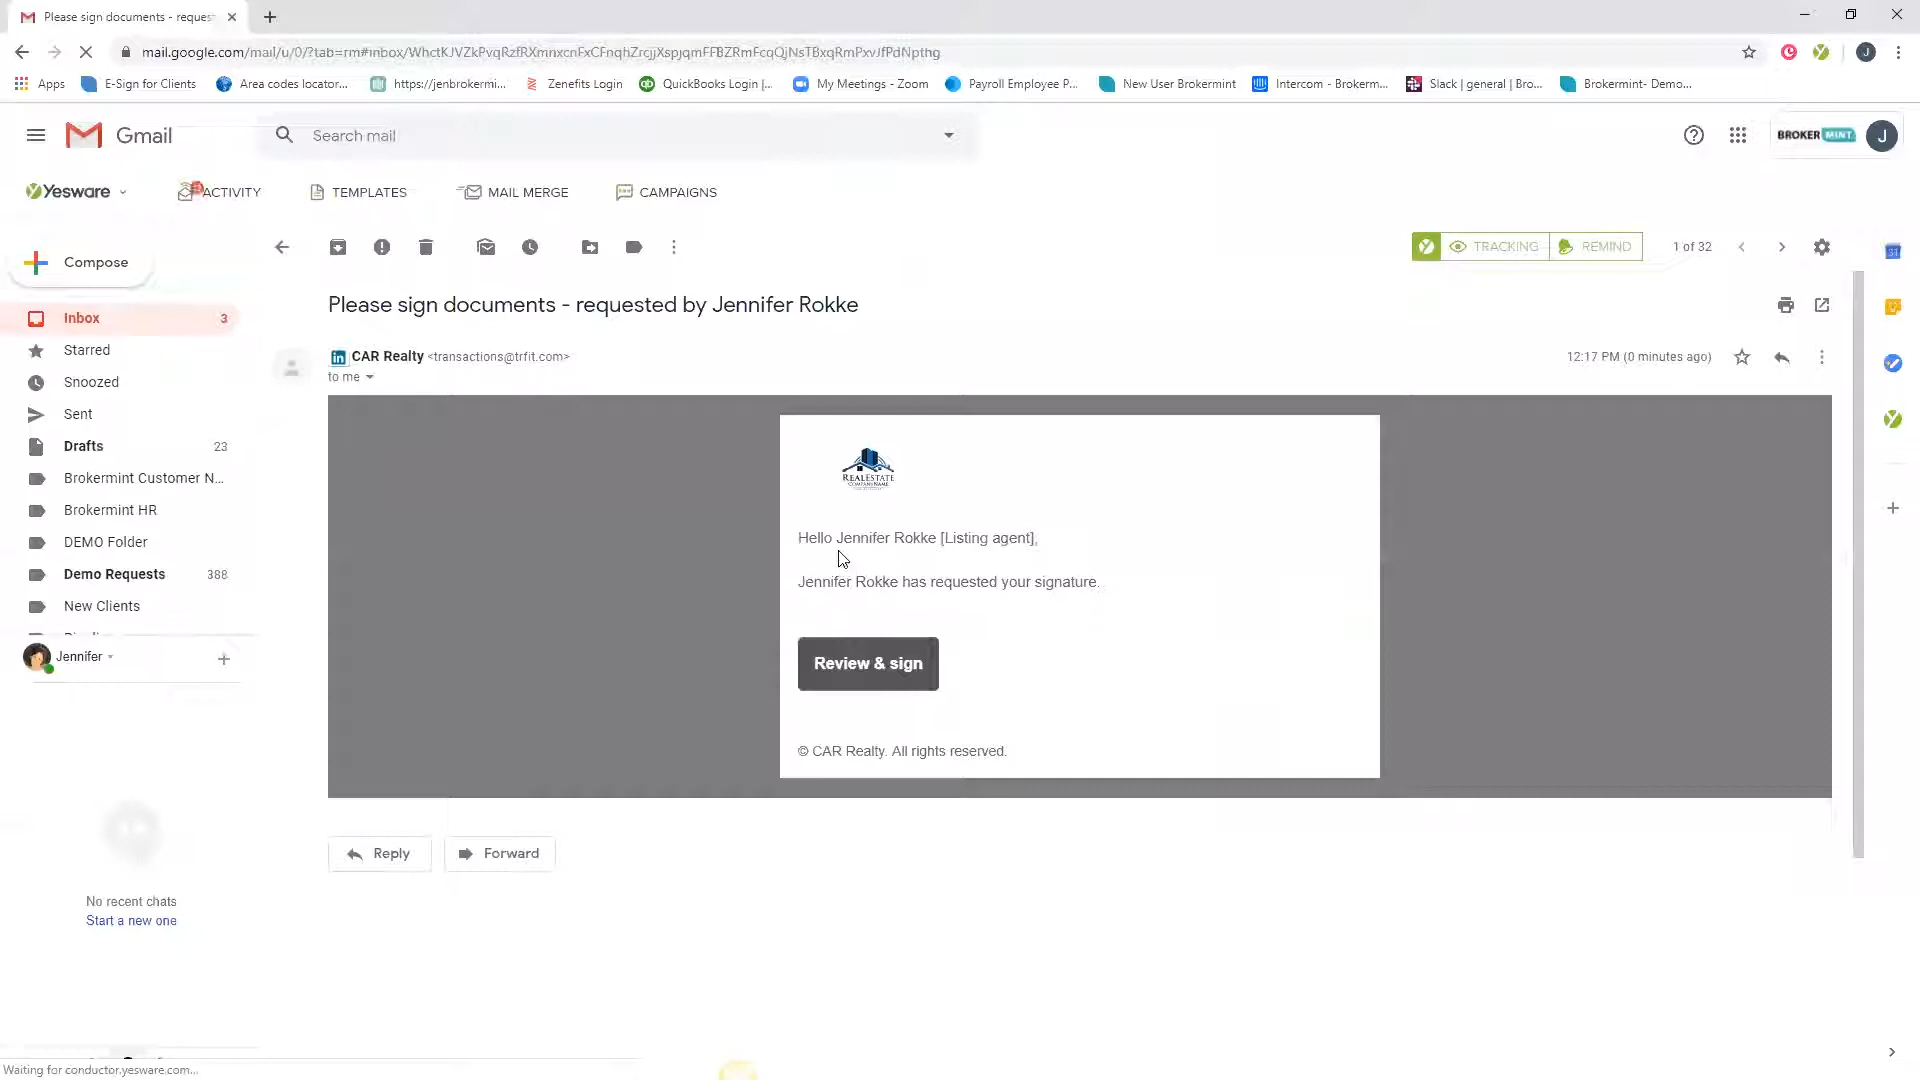 Please sign documents - reques
mail.google.com/mail/u/0/?tab=rm#inbox/WhctKJVZkPvqRzfRXmnxcnFxCFnqhZrcjjXspjqmFFBZRmFcqQjNsTBxqRmPxvJfPdNpthg
J
Apps
E-Sign for Clients
Area codes locator...
https://jenbrokermi...
Zenefits Login
QuickBooks Login |...
My Meetings - Zoom
Payroll Employee P...
New User Brokermint
Intercom - Brokerm...
Slack | general | Bro...
Brokermint- Demo...
Gmail
Search mail
BROKER MINT
J
Yesware
ACTIVITY
TEMPLATES
MAIL MERGE
CAMPAIGNS
Compose
TRACKING
REMIND
1 of 32
Inbox 3
Starred
Snoozed
Sent
Drafts 23
Brokermint Customer N...
Brokermint HR
DEMO Folder
Demo Requests 388
New Clients
Jennifer
No recent chats
Start a new one
Please sign documents - requested by Jennifer Rokke
in CAR Realty <transactions@trfit.com>
12:17 PM (0 minutes ago)
to me
REALESTATE
COMPANY NAME
Hello Jennifer Rokke [Listing agent],
Jennifer Rokke has requested your signature.
Review & sign
© CAR Realty. All rights reserved.
Reply
Forward
31
Waiting for conductor.yesware.com...